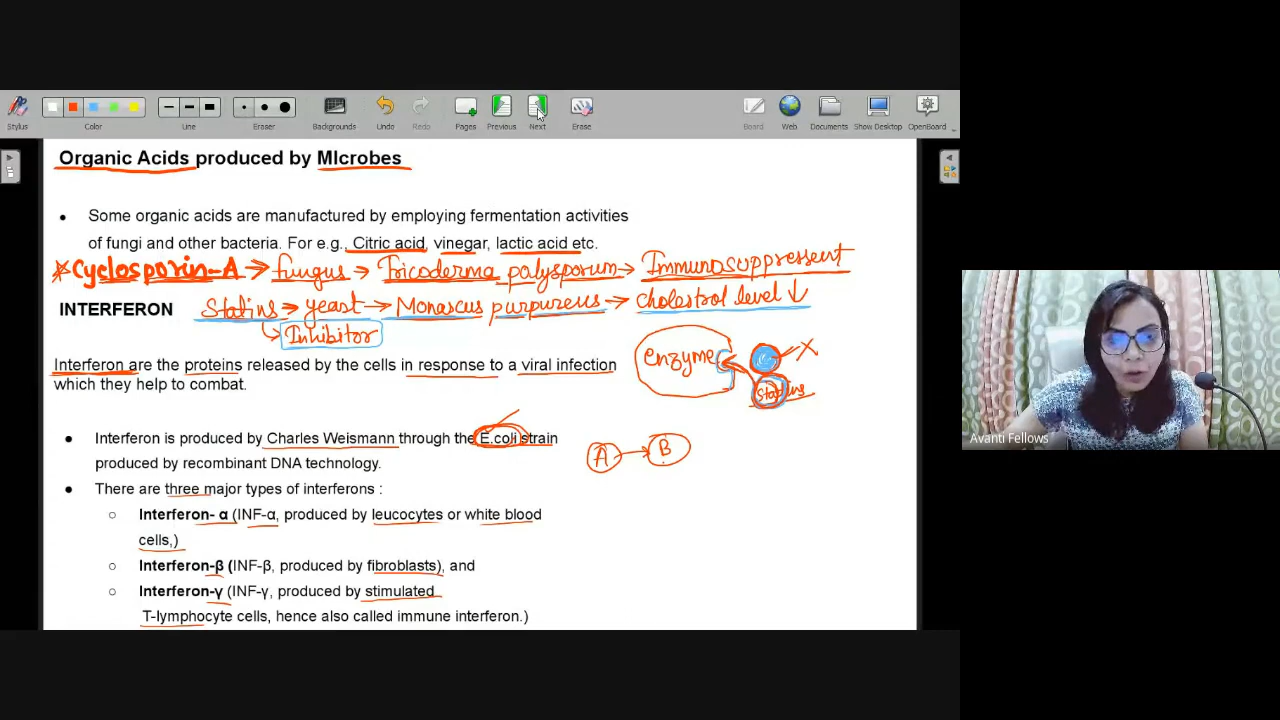 Stylus
Color
Line
Eraser
Backgrounds
Undo
Redo
Pages
Previous
Next
Erase
Board
Web
Documents
Show Desktop
OpenBoard
Organic Acids produced by MIcrobes
• Some organic acids are manufactured by employing fermentation activities
of fungi and other bacteria. For e.g., Citric acid, vinegar, lactic acid etc.
Cyclosporin-A → fungus → Tricoderma polysporum → Immunosuppressent
INTERFERON Statins → yeast → Monascus purpureus → cholestrol level ↓
Inhibitor
enzyme
X
Statins
Interferon are the proteins released by the cells in response to a viral infection
which they help to combat.
• Interferon is produced by Charles Weismann through the E.coli strain
produced by recombinant DNA technology.
A → B
• There are three major types of interferons :
○ Interferon- α (INF-α, produced by leucocytes or white blood
cells,)
○ Interferon-β (INF-β, produced by fibroblasts), and
○ Interferon-γ (INF-γ, produced by stimulated
T-lymphocyte cells, hence also called immune interferon.)
Avanti Fellows